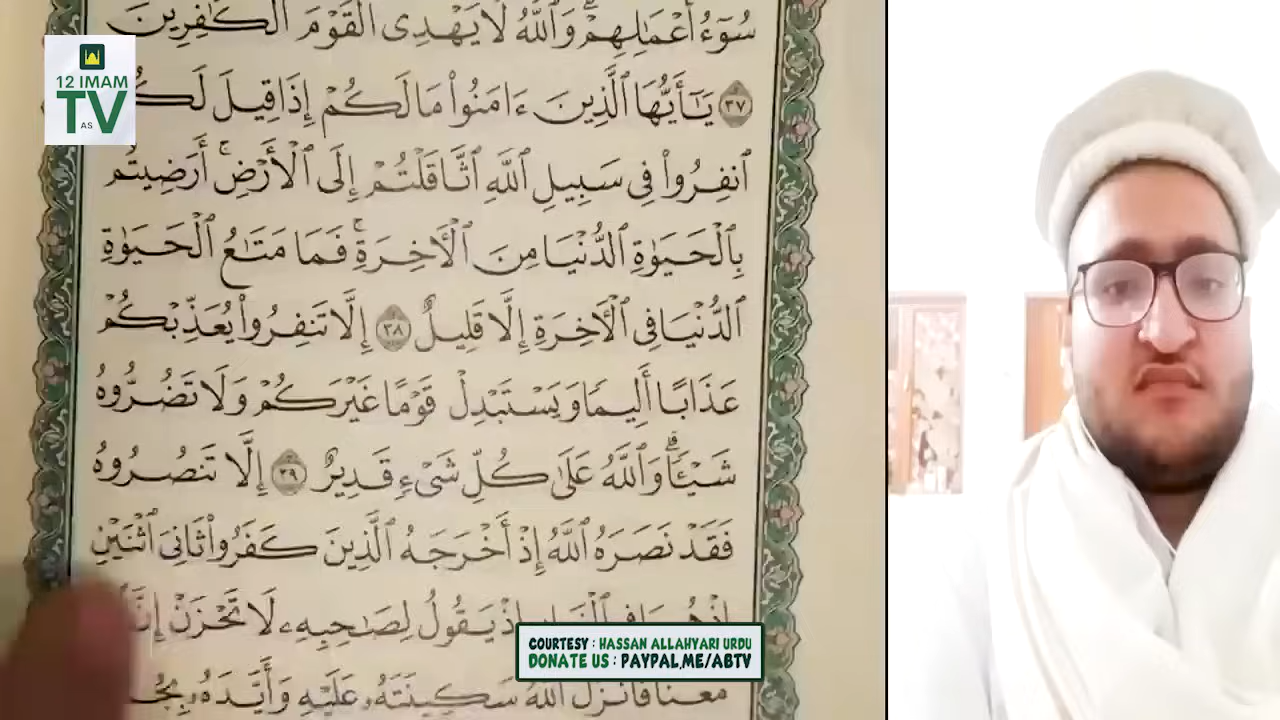 12 IMAM
TV
AS
سُوٓءُ أَعْمَٰلِهِمْ ۗ وَٱللَّهُ لَا يَهْدِى ٱلْقَوْمَ ٱلْكَٰفِرِينَ
٣٧ يَٰٓأَيُّهَا ٱلَّذِينَ ءَامَنُوا۟ مَا لَكُمْ إِذَا قِيلَ
ٱنفِرُوا۟ فِى سَبِيلِ ٱللَّهِ ٱثَّاقَلْتُمْ إِلَى ٱلْأَرْضِ ۚ أَرَضِيتُم
بِٱلْحَيَوٰةِ ٱلدُّنْيَا مِنَ ٱلْأَخِرَةِ ۚ فَمَا مَتَٰعُ ٱلْحَيَوٰةِ
ٱلدُّنْيَا فِى ٱلْأَخِرَةِ إِلَّا قَلِيلٌ ٣٨ إِلَّا تَنفِرُوا۟ يُعَذِّبْكُمْ
عَذَابًا أَلِيمًا وَيَسْتَبْدِلْ قَوْمًا غَيْرَكُمْ وَلَا تَضُرُّوهُ
شَيْـًٔا ۗ وَٱللَّهُ عَلَىٰ كُلِّ شَىْءٍ قَدِيرٌ ٣٩ إِلَّا تَنصُرُوهُ
فَقَدْ نَصَرَهُ ٱللَّهُ إِذْ أَخْرَجَهُ ٱلَّذِينَ كَفَرُوا۟ ثَانِىَ ٱثْنَيْنِ
إِذْ يَقُولُ لِصَٰحِبِهِۦ لَا تَحْزَنْ
مَعَنَا فَأَنزَلَ ٱللَّهُ سَكِينَتَهُۥ عَلَيْهِ وَأَيَّدَهُۥ
COURTESY : HASSAN ALLAHYARI URDU
DONATE US : PAYPAL.ME/ABTV